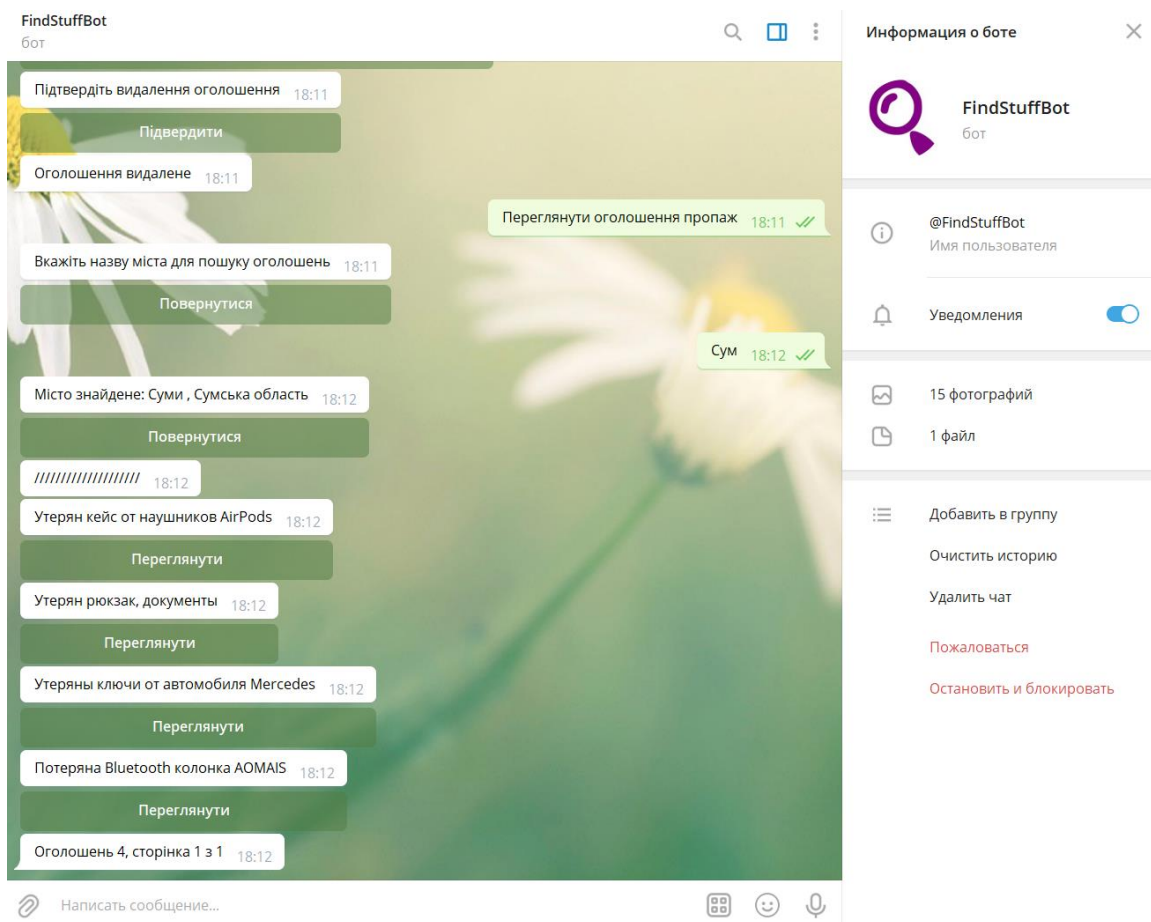 FindStuffBot
бот
Підтвердіть видалення оголошення 18:11
Підвердити
Оголошення видалене 18:11
Переглянути оголошення пропаж 18:11
Вкажіть назву міста для пошуку оголошень 18:11
Повернутися
Сум 18:12
Місто знайдене: Суми , Сумська область 18:12
Повернутися
//////////////////// 18:12
Утерян кейс от наушников AirPods 18:12
Переглянути
Утерян рюкзак, документы 18:12
Переглянути
Утеряны ключи от автомобиля Mercedes 18:12
Переглянути
Потеряна Bluetooth колонка AOMAIS 18:12
Переглянути
Оголошень 4, сторінка 1 з 1 18:12
Написать сообщение...
Информация о боте
FindStuffBot
бот
@FindStuffBot
Имя пользователя
Уведомления
15 фотографий
1 файл
Добавить в группу
Очистить историю
Удалить чат
Пожаловаться
Остановить и блокировать